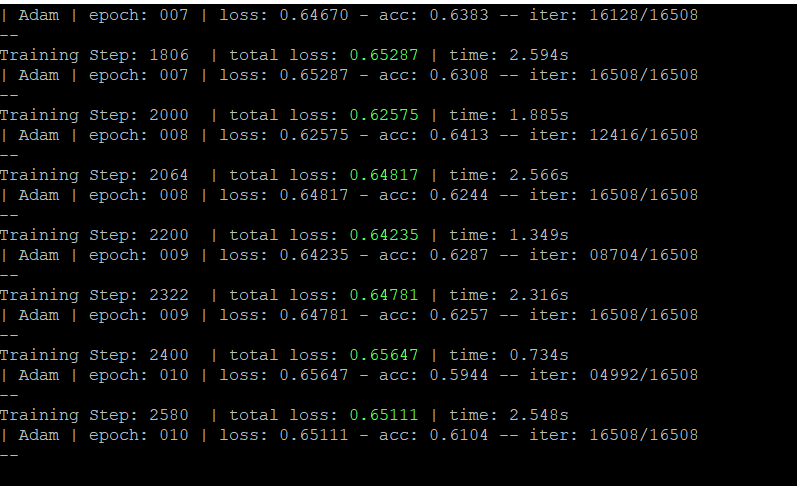 | Adam | epoch: 007 | loss: 0.64670 - acc: 0.6383 -- iter: 16128/16508
--
Training Step: 1806  | total loss: 0.65287 | time: 2.594s
| Adam | epoch: 007 | loss: 0.65287 - acc: 0.6308 -- iter: 16508/16508
--
Training Step: 2000  | total loss: 0.62575 | time: 1.885s
| Adam | epoch: 008 | loss: 0.62575 - acc: 0.6413 -- iter: 12416/16508
--
Training Step: 2064  | total loss: 0.64817 | time: 2.566s
| Adam | epoch: 008 | loss: 0.64817 - acc: 0.6244 -- iter: 16508/16508
--
Training Step: 2200  | total loss: 0.64235 | time: 1.349s
| Adam | epoch: 009 | loss: 0.64235 - acc: 0.6287 -- iter: 08704/16508
--
Training Step: 2322  | total loss: 0.64781 | time: 2.316s
| Adam | epoch: 009 | loss: 0.64781 - acc: 0.6257 -- iter: 16508/16508
--
Training Step: 2400  | total loss: 0.65647 | time: 0.734s
| Adam | epoch: 010 | loss: 0.65647 - acc: 0.5944 -- iter: 04992/16508
--
Training Step: 2580  | total loss: 0.65111 | time: 2.548s
| Adam | epoch: 010 | loss: 0.65111 - acc: 0.6104 -- iter: 16508/16508
--